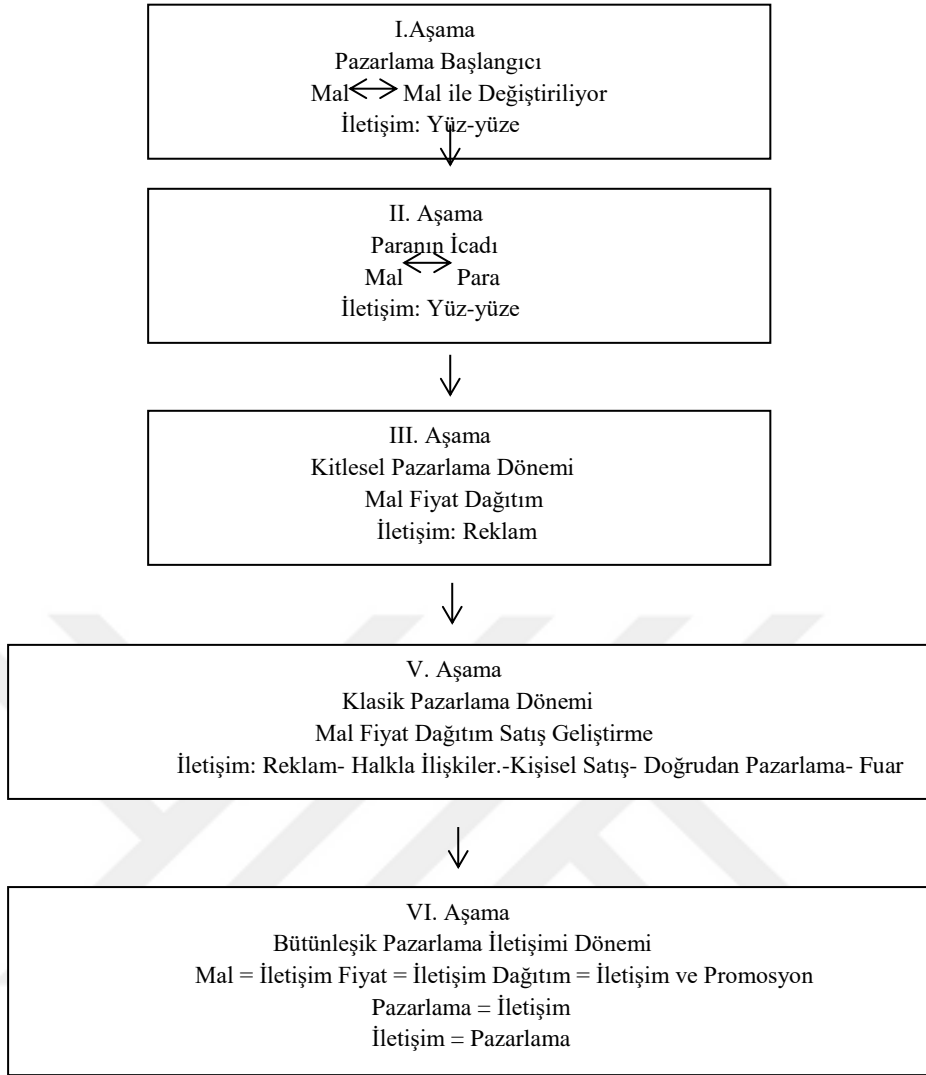 I.Aşama
Pazarlama Başlangıcı
Mal Mal ile Değiştiriliyor
İletişim: Yüz-yüze
II. Aşama
Paranın İcadı
Mal Para
İletişim: Yüz-yüze
III. Aşama
Kitlesel Pazarlama Dönemi
Mal Fiyat Dağıtım
İletişim: Reklam
V. Aşama
Klasik Pazarlama Dönemi
Mal Fiyat Dağıtım Satış Geliştirme
İletişim: Reklam- Halkla İlişkiler.-Kişisel Satış- Doğrudan Pazarlama- Fuar
VI. Aşama
Bütünleşik Pazarlama İletişimi Dönemi
Mal = İletişim Fiyat = İletişim Dağıtım = İletişim ve Promosyon
Pazarlama = İletişim
İletişim = Pazarlama